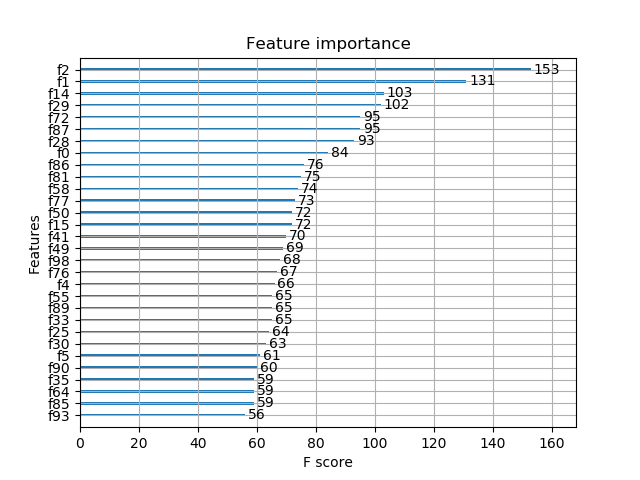 Feature importance
f2 153
f1 131
f14 103
f29 102
f72 95
f87 95
f28 93
f0 84
f86 76
f81 75
f58 74
f77 73
f50 72
f15 72
f41 70
f49 69
f98 68
f76 67
f4 66
f55 65
f89 65
f33 65
f25 64
f30 63
f5 61
f90 60
f35 59
f64 59
f85 59
f93 56
Features
0 20 40 60 80 100 120 140 160
F score